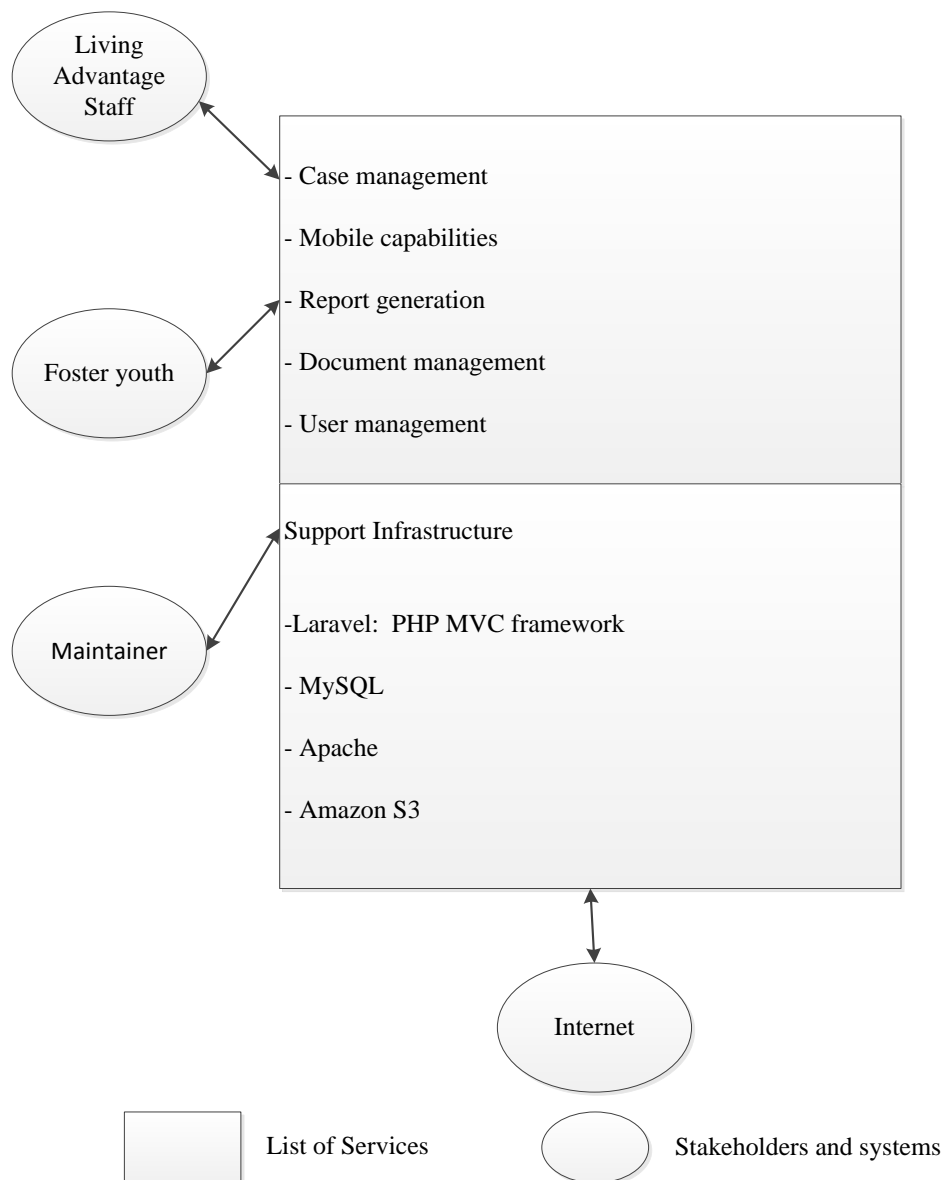 Living
Advantage
Staff
- Case management
- Mobile capabilities
- Report generation
Foster youth
- Document management
- User management
Support Infrastructure
-Laravel:  PHP MVC framework
Maintainer
- MySQL
- Apache
- Amazon S3
Internet
List of Services
Stakeholders and systems